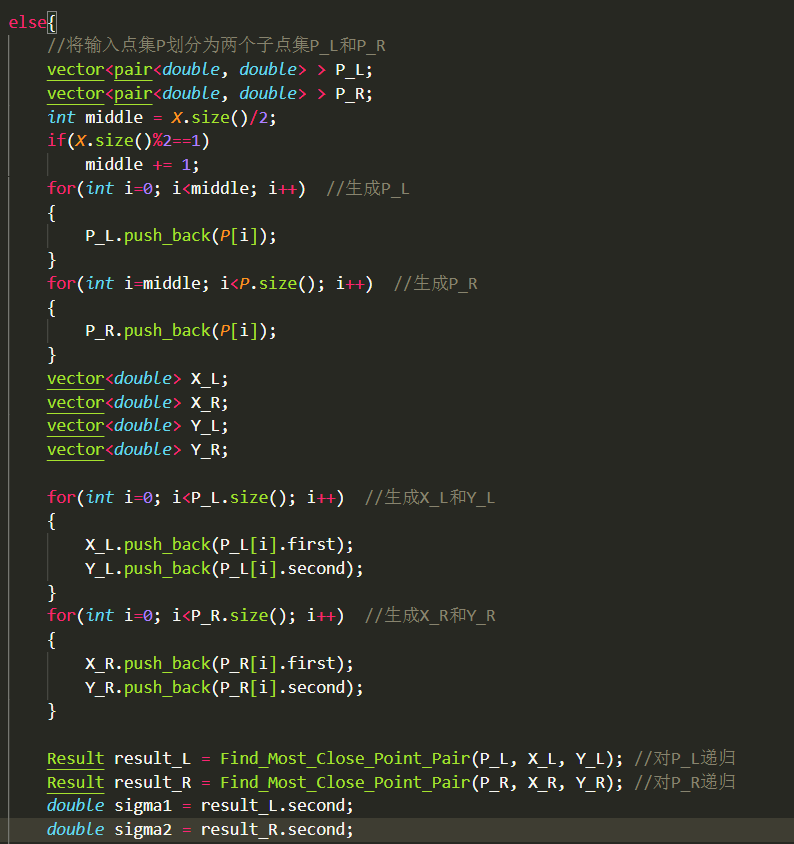 else{
//将输入点集P划分为两个子点集P_L和P_R
vector<pair<double, double> > P_L;
vector<pair<double, double> > P_R;
int middle = X.size()/2;
if(X.size()%2==1)
middle += 1;
for(int i=0; i<middle; i++)  //生成P_L
{
P_L.push_back(P[i]);
}
for(int i=middle; i<P.size(); i++)  //生成P_R
{
P_R.push_back(P[i]);
}
vector<double> X_L;
vector<double> X_R;
vector<double> Y_L;
vector<double> Y_R;
for(int i=0; i<P_L.size(); i++)  //生成X_L和Y_L
{
X_L.push_back(P_L[i].first);
Y_L.push_back(P_L[i].second);
}
for(int i=0; i<P_R.size(); i++)  //生成X_R和Y_R
{
X_R.push_back(P_R[i].first);
Y_R.push_back(P_R[i].second);
}
Result result_L = Find_Most_Close_Point_Pair(P_L, X_L, Y_L); //对P_L递归
Result result_R = Find_Most_Close_Point_Pair(P_R, X_R, Y_R); //对P_R递归
double sigma1 = result_L.second;
double sigma2 = result_R.second;